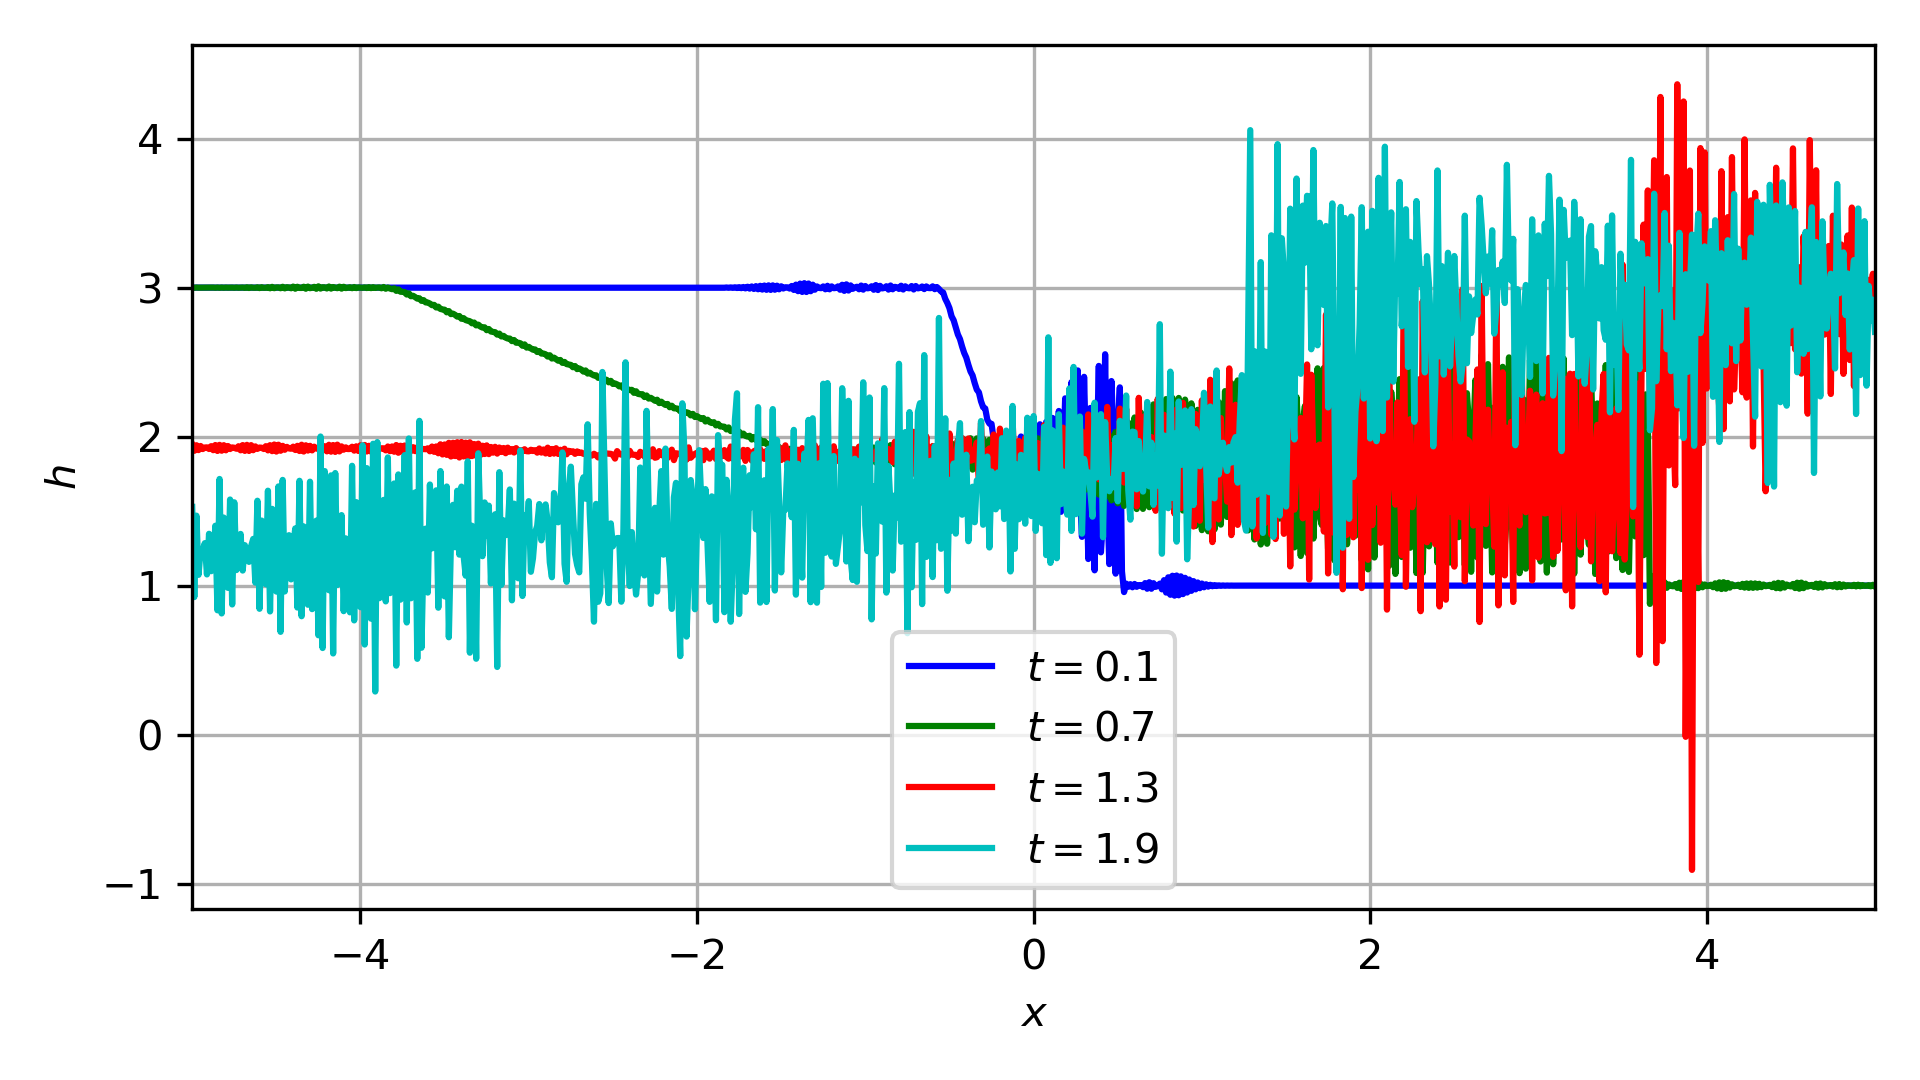 h
4
3
2
1
0
−1
t = 0.1
t = 0.7
t = 1.3
t = 1.9
−4 −2 0 2 4
x